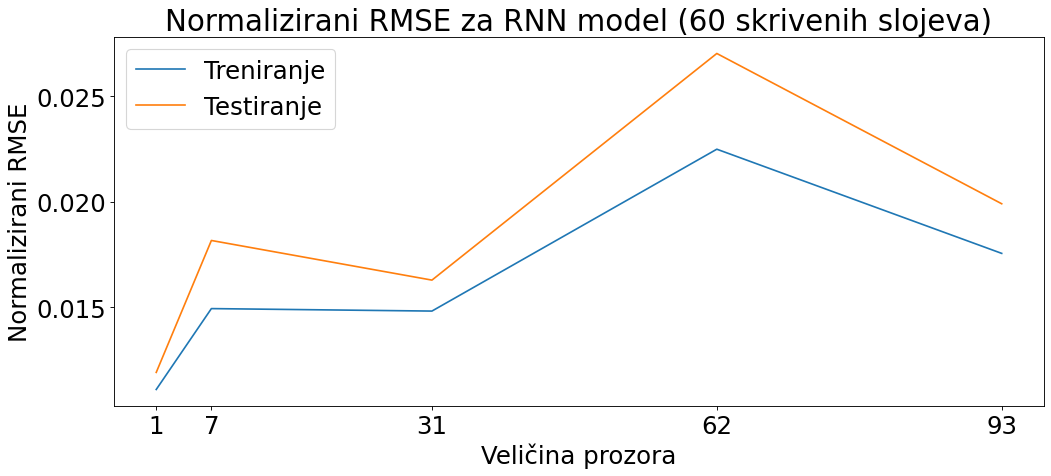 Normalizirani RMSE za RNN model (60 skrivenih slojeva)
Treniranje
Testiranje
Normalizirani RMSE
0.025
0.020
0.015
1 7 31 62 93
Veličina prozora